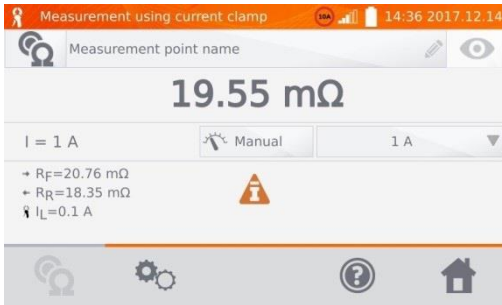 Measurement using current clamp 10A 14:36 2017.12.14
Measurement point name
19.55 mΩ
I = 1 A Manual 1 A
→ RF=20.76 mΩ
← RR=18.35 mΩ
IL=0.1 A
I
?